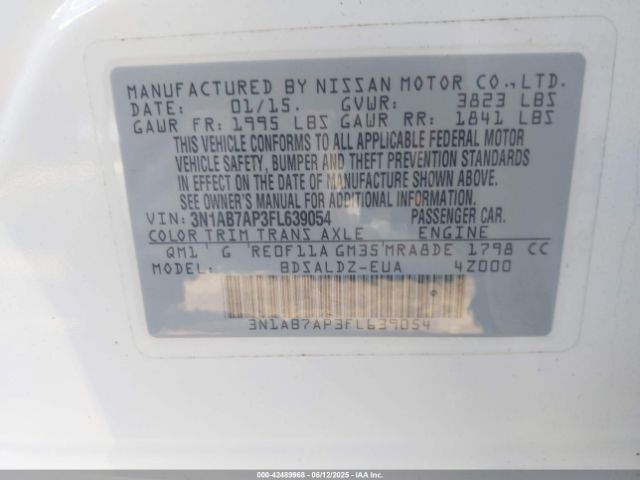 MANUFACTURED BY NISSAN MOTOR CO.,LTD.
DATE: 01/15. GVWR: 3823 LBS
GAWR FR: 1995 LBS GAWR RR: 1841 LBS
THIS VEHICLE CONFORMS TO ALL APPLICABLE FEDERAL MOTOR
VEHICLE SAFETY, BUMPER AND THEFT PREVENTION STANDARDS
IN EFFECT ON THE DATE OF MANUFACTURE SHOWN ABOVE.
SEE OWNER'S MANUAL FOR ADDITIONAL INFORMATION.
VIN: 3N1AB7AP3FL639054 PASSENGER CAR.
COLOR TRIM TRANS AXLE ENGINE
QM1 G RE0F11A GM35 MRA8DE 1798 CC
MODEL: BDSALDZ-EUA 4Z000
3N1AB7AP3FL639054
000-42489968 - 06/12/2025 - IAAI.COM